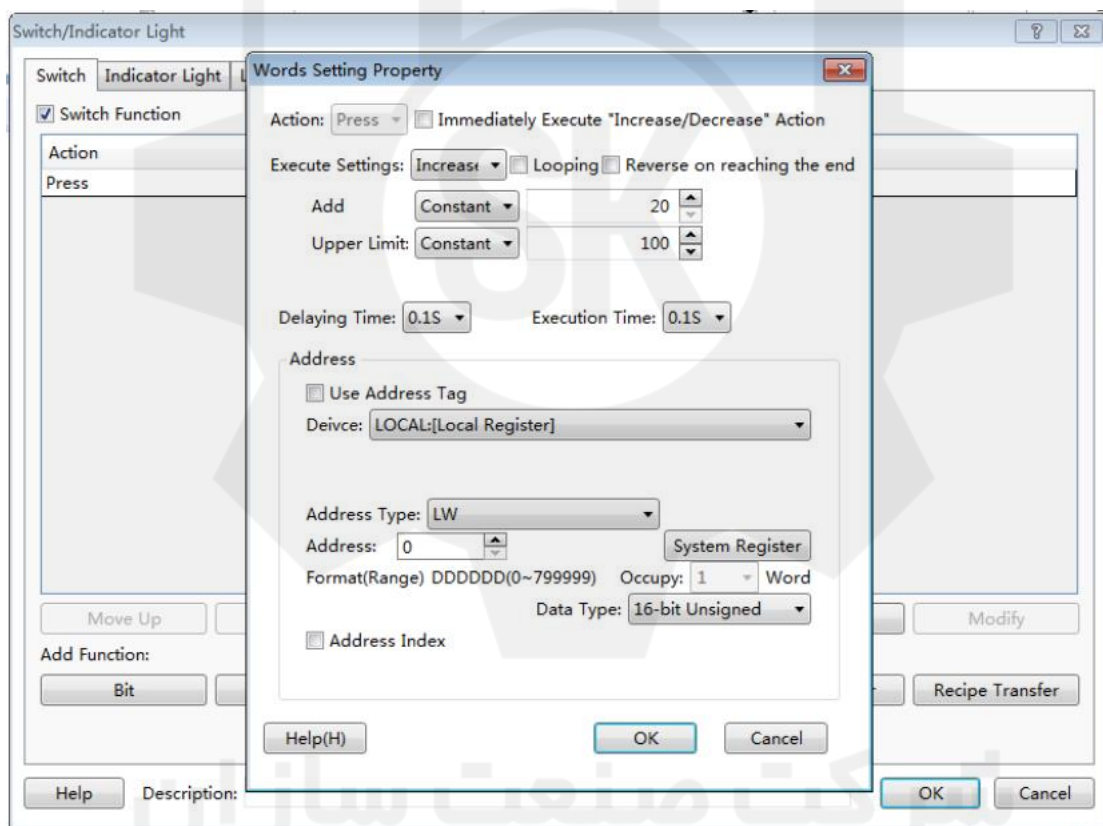 Switch/Indicator Light
Switch Indicator Light L
Switch Function
Action
Press
Words Setting Property
Action: Press Immediately Execute "Increase/Decrease" Action
Execute Settings: Increase Looping Reverse on reaching the end
Add Constant 20
Upper Limit: Constant 100
Delaying Time: 0.1S Execution Time: 0.1S
Address
Use Address Tag
Deivce: LOCAL:[Local Register]
Address Type: LW
Address: 0 System Register
Format(Range) DDDDDD(0~799999) Occupy: 1 Word
Data Type: 16-bit Unsigned
Address Index
Move Up Modify
Add Function:
Bit Recipe Transfer
Help(H) OK Cancel
Help Description: OK Cancel
SK
شرکت صنعت سازان